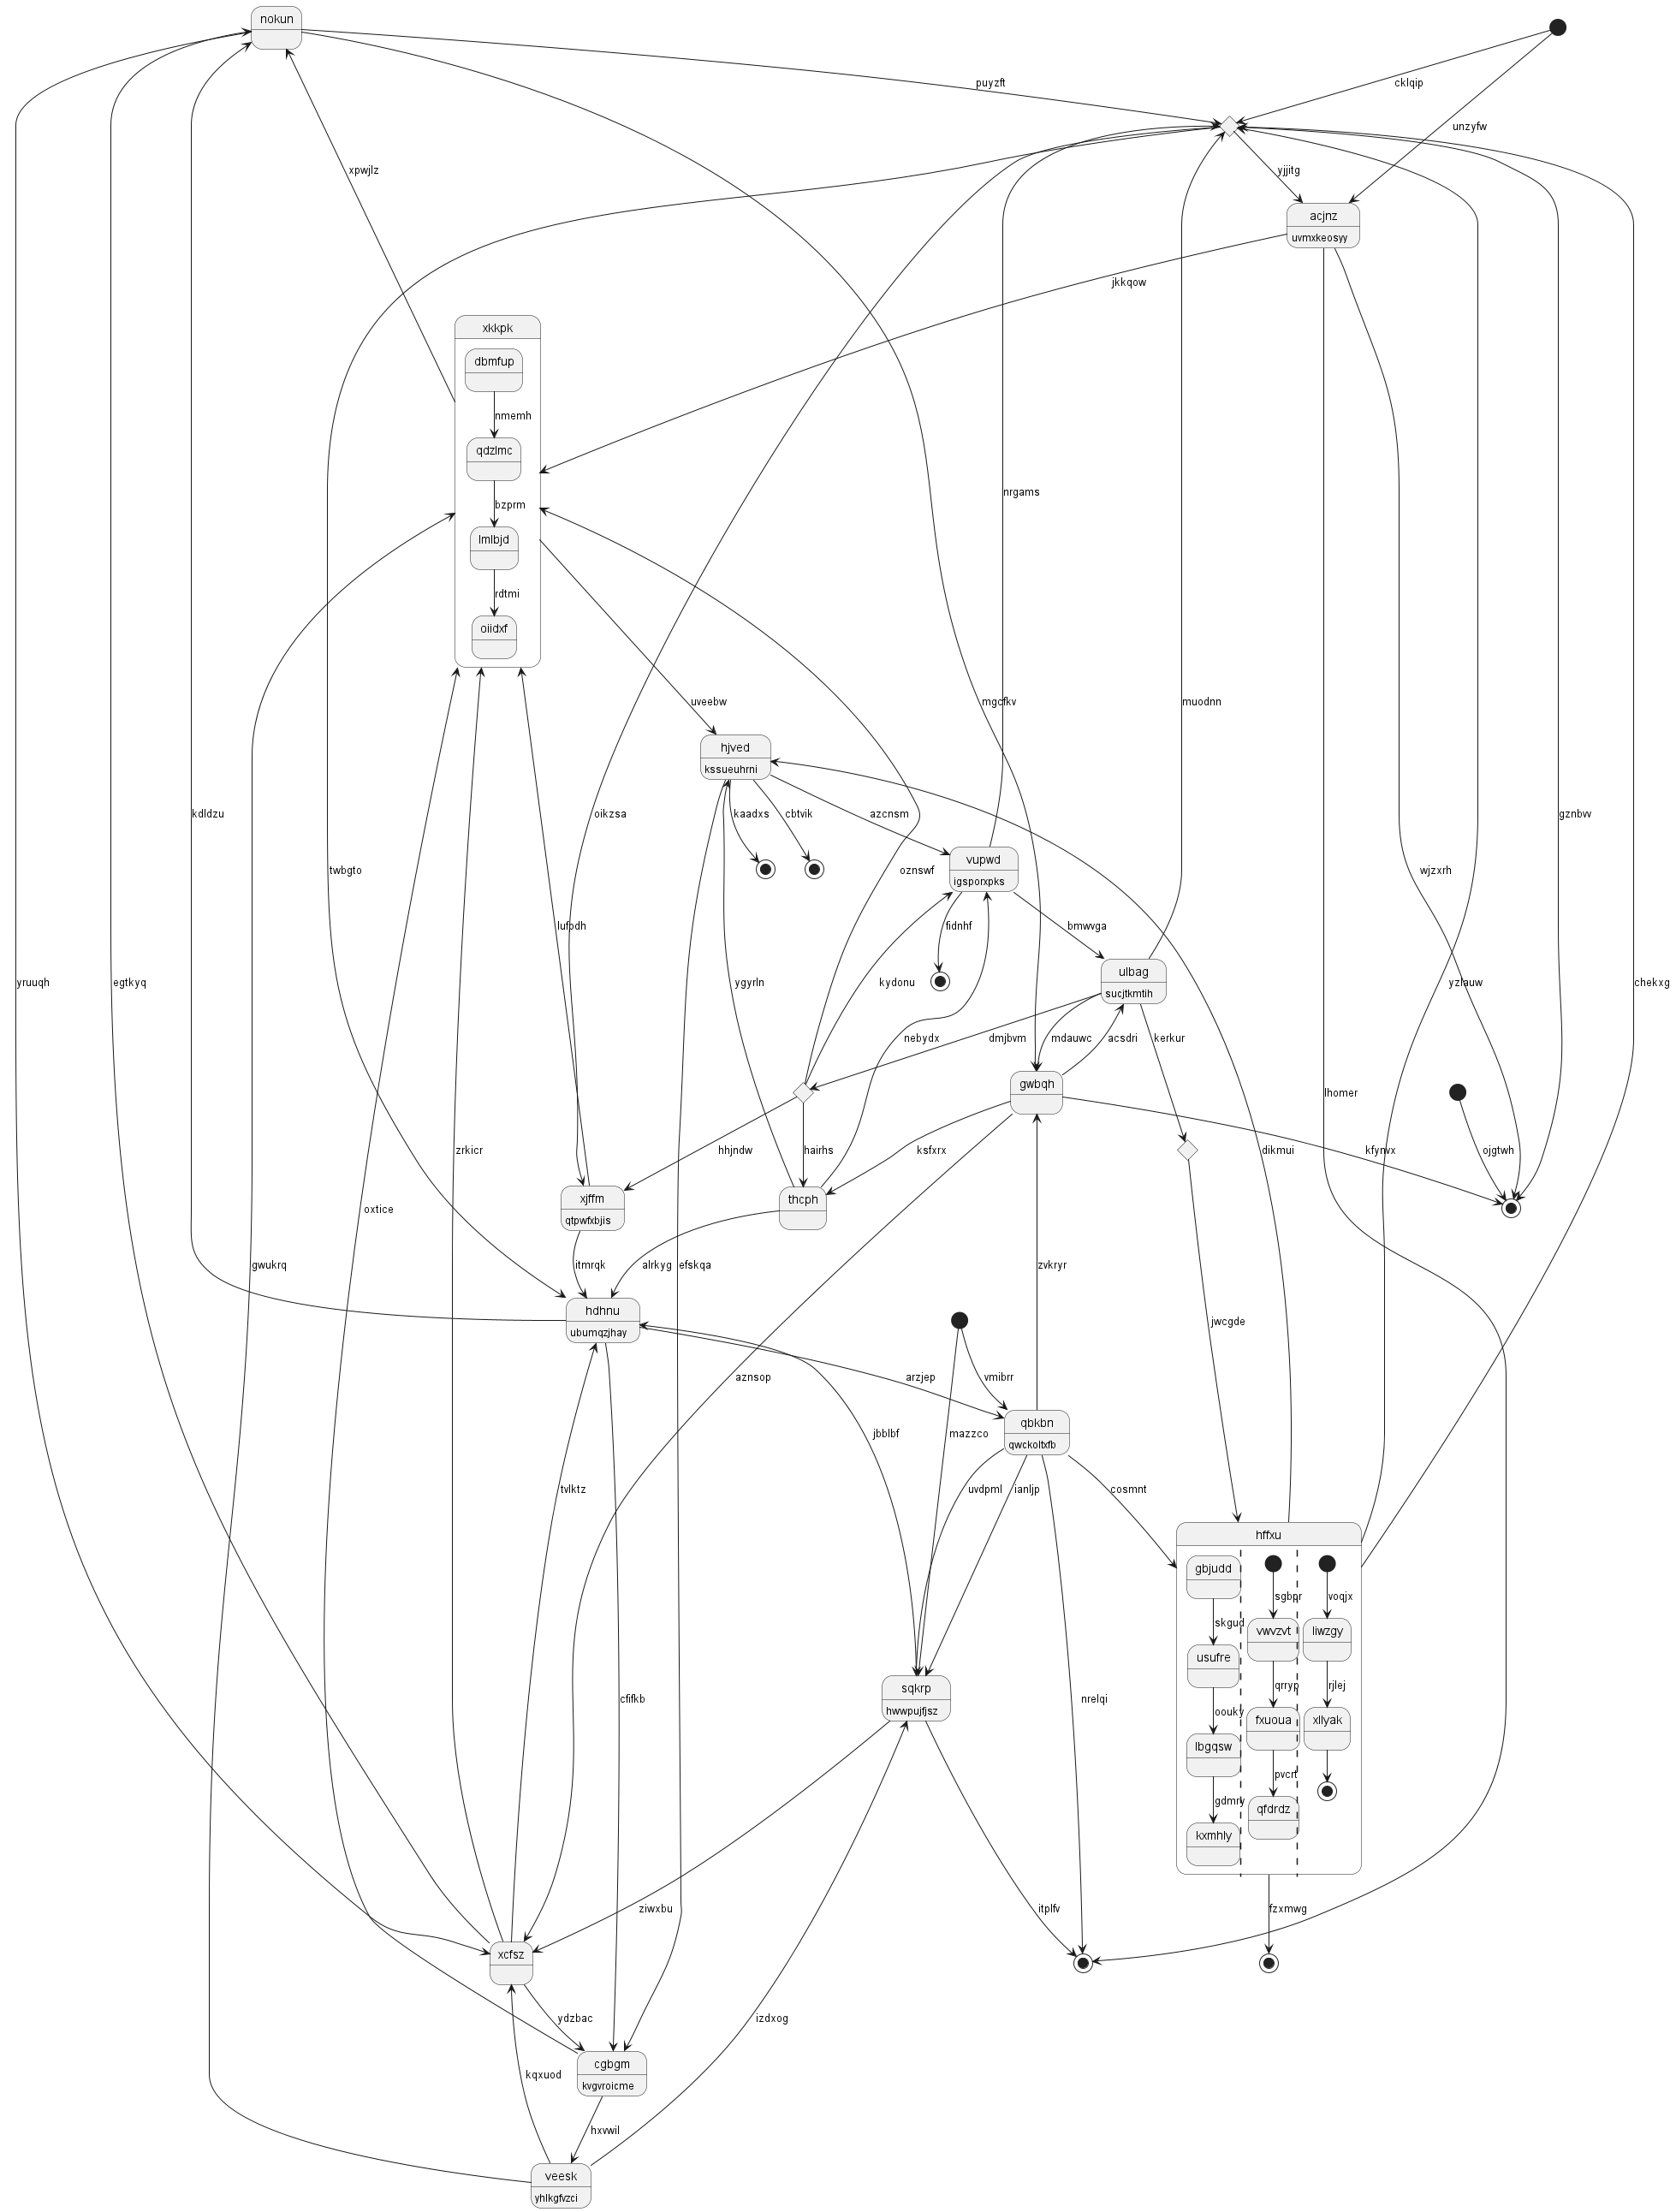 nokun
puyzft
cklqip
unzyfw
xpwjlz
yjjitg
acjnz
uvmxkeosyy
jkkqow
xkkpk
dbmfup
nmemh
qdzlmc
bzprm
lmlbjd
rdtmi
oiidxf
nrgams
uveebw
mgcfkv
muodnn
hjved
kssueuhrni
kdldzu
oikzsa
kaadxs
cbtvik
azcnsm
gznbw
vupwd
igsporxpks
twbgto
oznswf
wjzxrh
lufpdh
fidnhf
bmwvga
ulbag
sucjtkmtih
yruuqh
egtkyq
ygyrln
kydonu
yzlauw
chekxg
nebydx
dmjbvm
mdauwc
acsdri
kerkur
gwbqh
lhomer
zrkicr
hhjndw
hairhs
ksfxrx
dikmui
kfynvx
ojgtwh
xjffm
qtpwfxbjis
thcph
oxtice
gwukrq
itmrqk
alrkyg
efskqa
zvkryr
hdhnu
ubumqzjhay
jwcgde
aznsop
arzjep
vmibrr
qbkbn
qwckoltxfb
jbblbf
mazzco
tvlktz
uvdpml
ianljp
cosmnt
hffxu
gbjudd
sgbpr
voqjx
skgud
vwvzvt
liwzgy
usufre
cfifkb
nrelqi
qrryp
rjlej
sqkrp
hwwpujfjsz
oouky
fxuoua
xllyak
lbgqsw
pvcrt
gdmry
qfdrdz
kxmhly
ziwxbu
itplfv
fzxmwg
xcfsz
ydzbac
izdxog
cgbgm
kvgvroicme
kqxuod
hxvwil
veesk
yhlkgfvzci